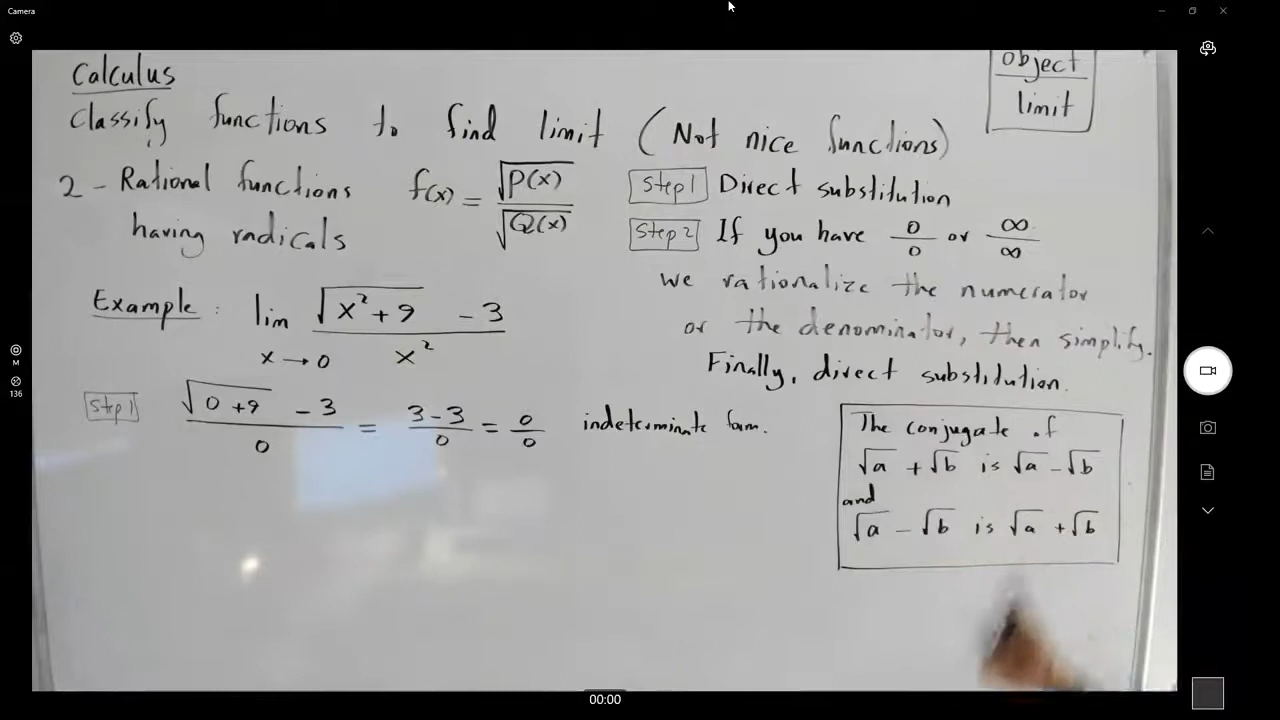 Camera
Calculus
object
limit
Classify functions to find limit (Not nice functions)
2 - Rational functions having radicals
f(x) = √P(x) / √Q(x)
Step 1 Direct substitution
Step 2 If you have 0/0 or ∞/∞
we rationalize the numerator
or the denominator, then simplify.
Finally, direct substitution.
Example : lim x→0 (√(x²+9) - 3) / x²
Step 1 (√(0+9) - 3) / 0 = (3-3) / 0 = 0/0 indeterminate form.
The conjugate of
√a + √b is √a - √b
and
√a - √b is √a + √b
M
136
00:00